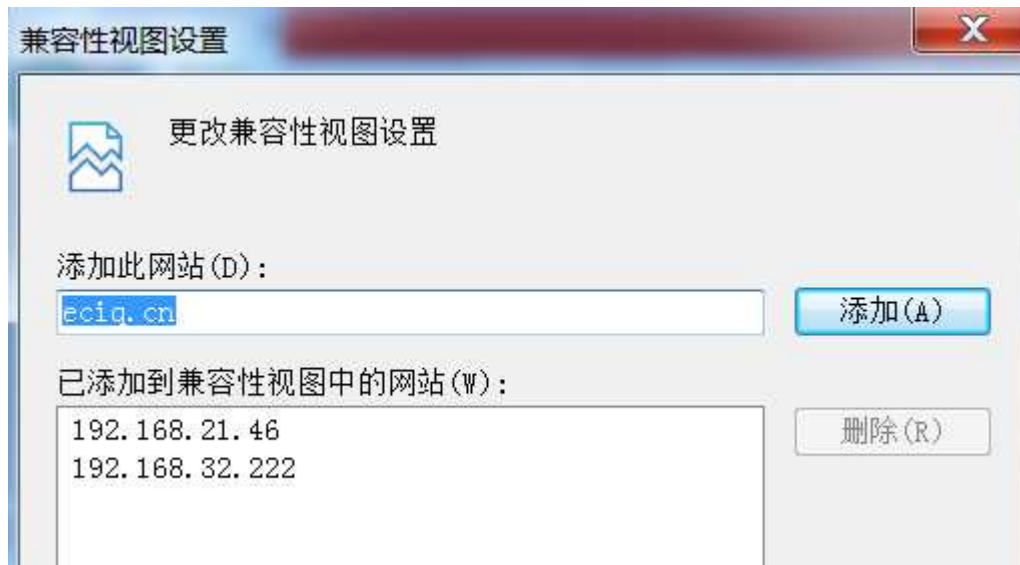 兼容性视图设置
更改兼容性视图设置
添加此网站(D):
eciq.cn
添加(A)
已添加到兼容性视图中的网站(W):
192.168.21.46
删除(R)
192.168.32.222